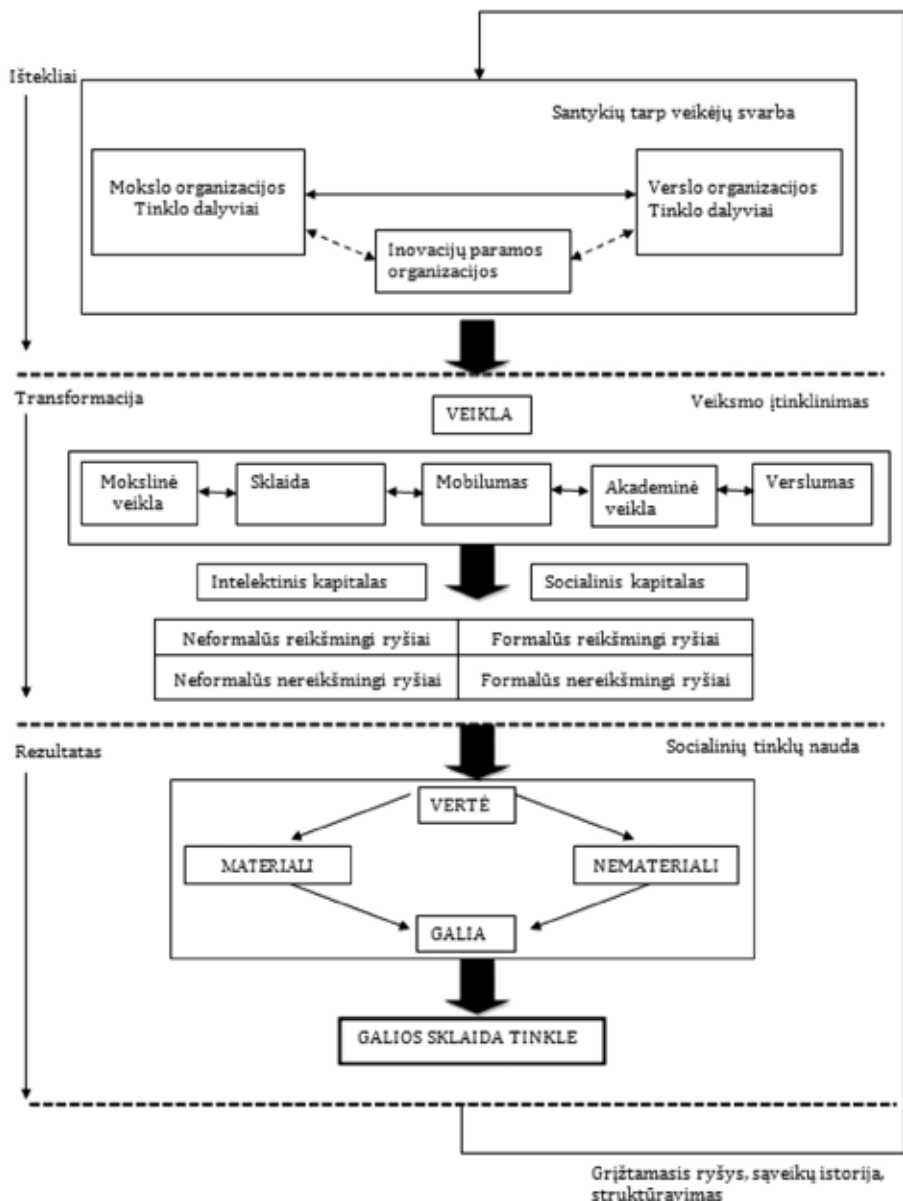 Ištekliai
Santykių tarp veikėjų svarba
Mokslo organizacijos
Tinklo dalyviai
Verslo organizacijos
Tinklo dalyviai
Inovacijų paramos
organizacijos
Transformacija
Veiksmo įtinklinimas
VEIKLA
Mokslinė
veikla
Sklaida
Mobilumas
Akademinė
veikla
Verslumas
Intelektinis kapitalas
Socialinis kapitalas
Neformalūs reikšmingi ryšiai
Formalūs reikšmingi ryšiai
Neformalūs nereikšmingi ryšiai
Formalūs nereikšmingi ryšiai
Rezultatas
Socialinių tinklų nauda
VERTĖ
MATERIALI
NEMATERIALI
GALIA
GALIOS SKLAIDA TINKLE
Grįžtamasis ryšys, sąveikų istorija,
struktūravimas